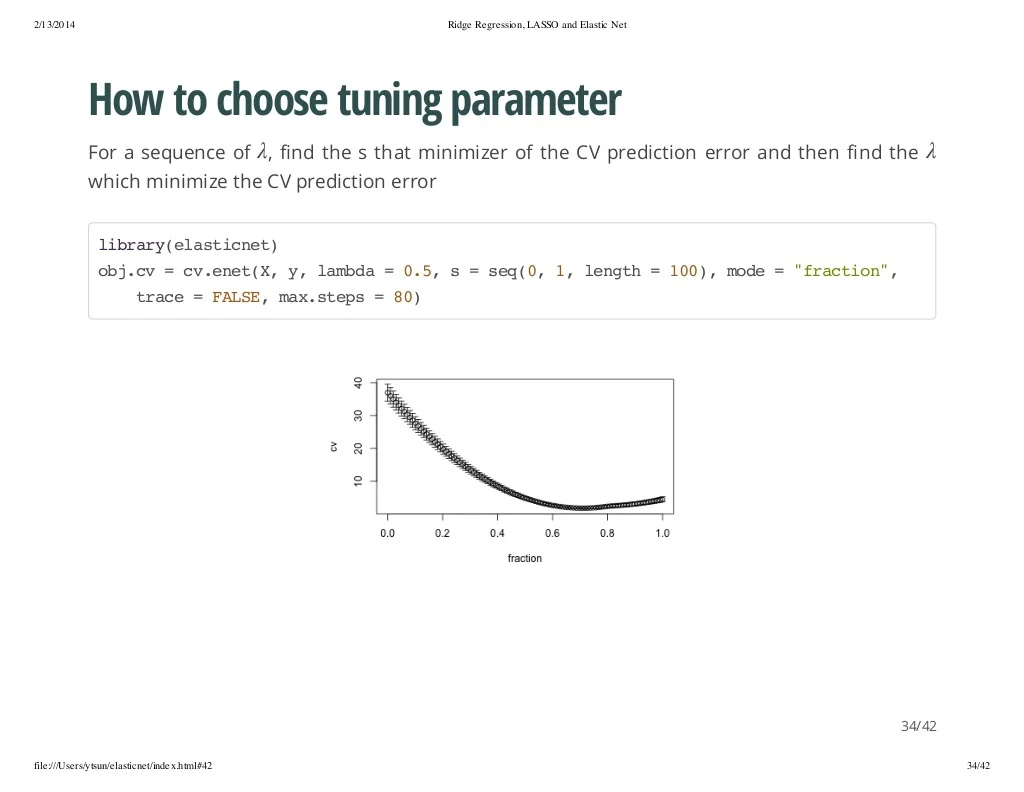 2/13/2014 Ridge Regression, LASSO and Elastic Net
How to choose tuning parameter
For a sequence of λ, find the s that minimizer of the CV prediction error and then find the λ
which minimize the CV prediction error
library(elasticnet)
obj.cv = cv.enet(X, y, lambda = 0.5, s = seq(0, 1, length = 100), mode = "fraction",
    trace = FALSE, max.steps = 80)
40
30
20
10
cv
0.0 0.2 0.4 0.6 0.8 1.0
fraction
34/42
file:///Users/ytsun/elasticnet/index.html#42 34/42